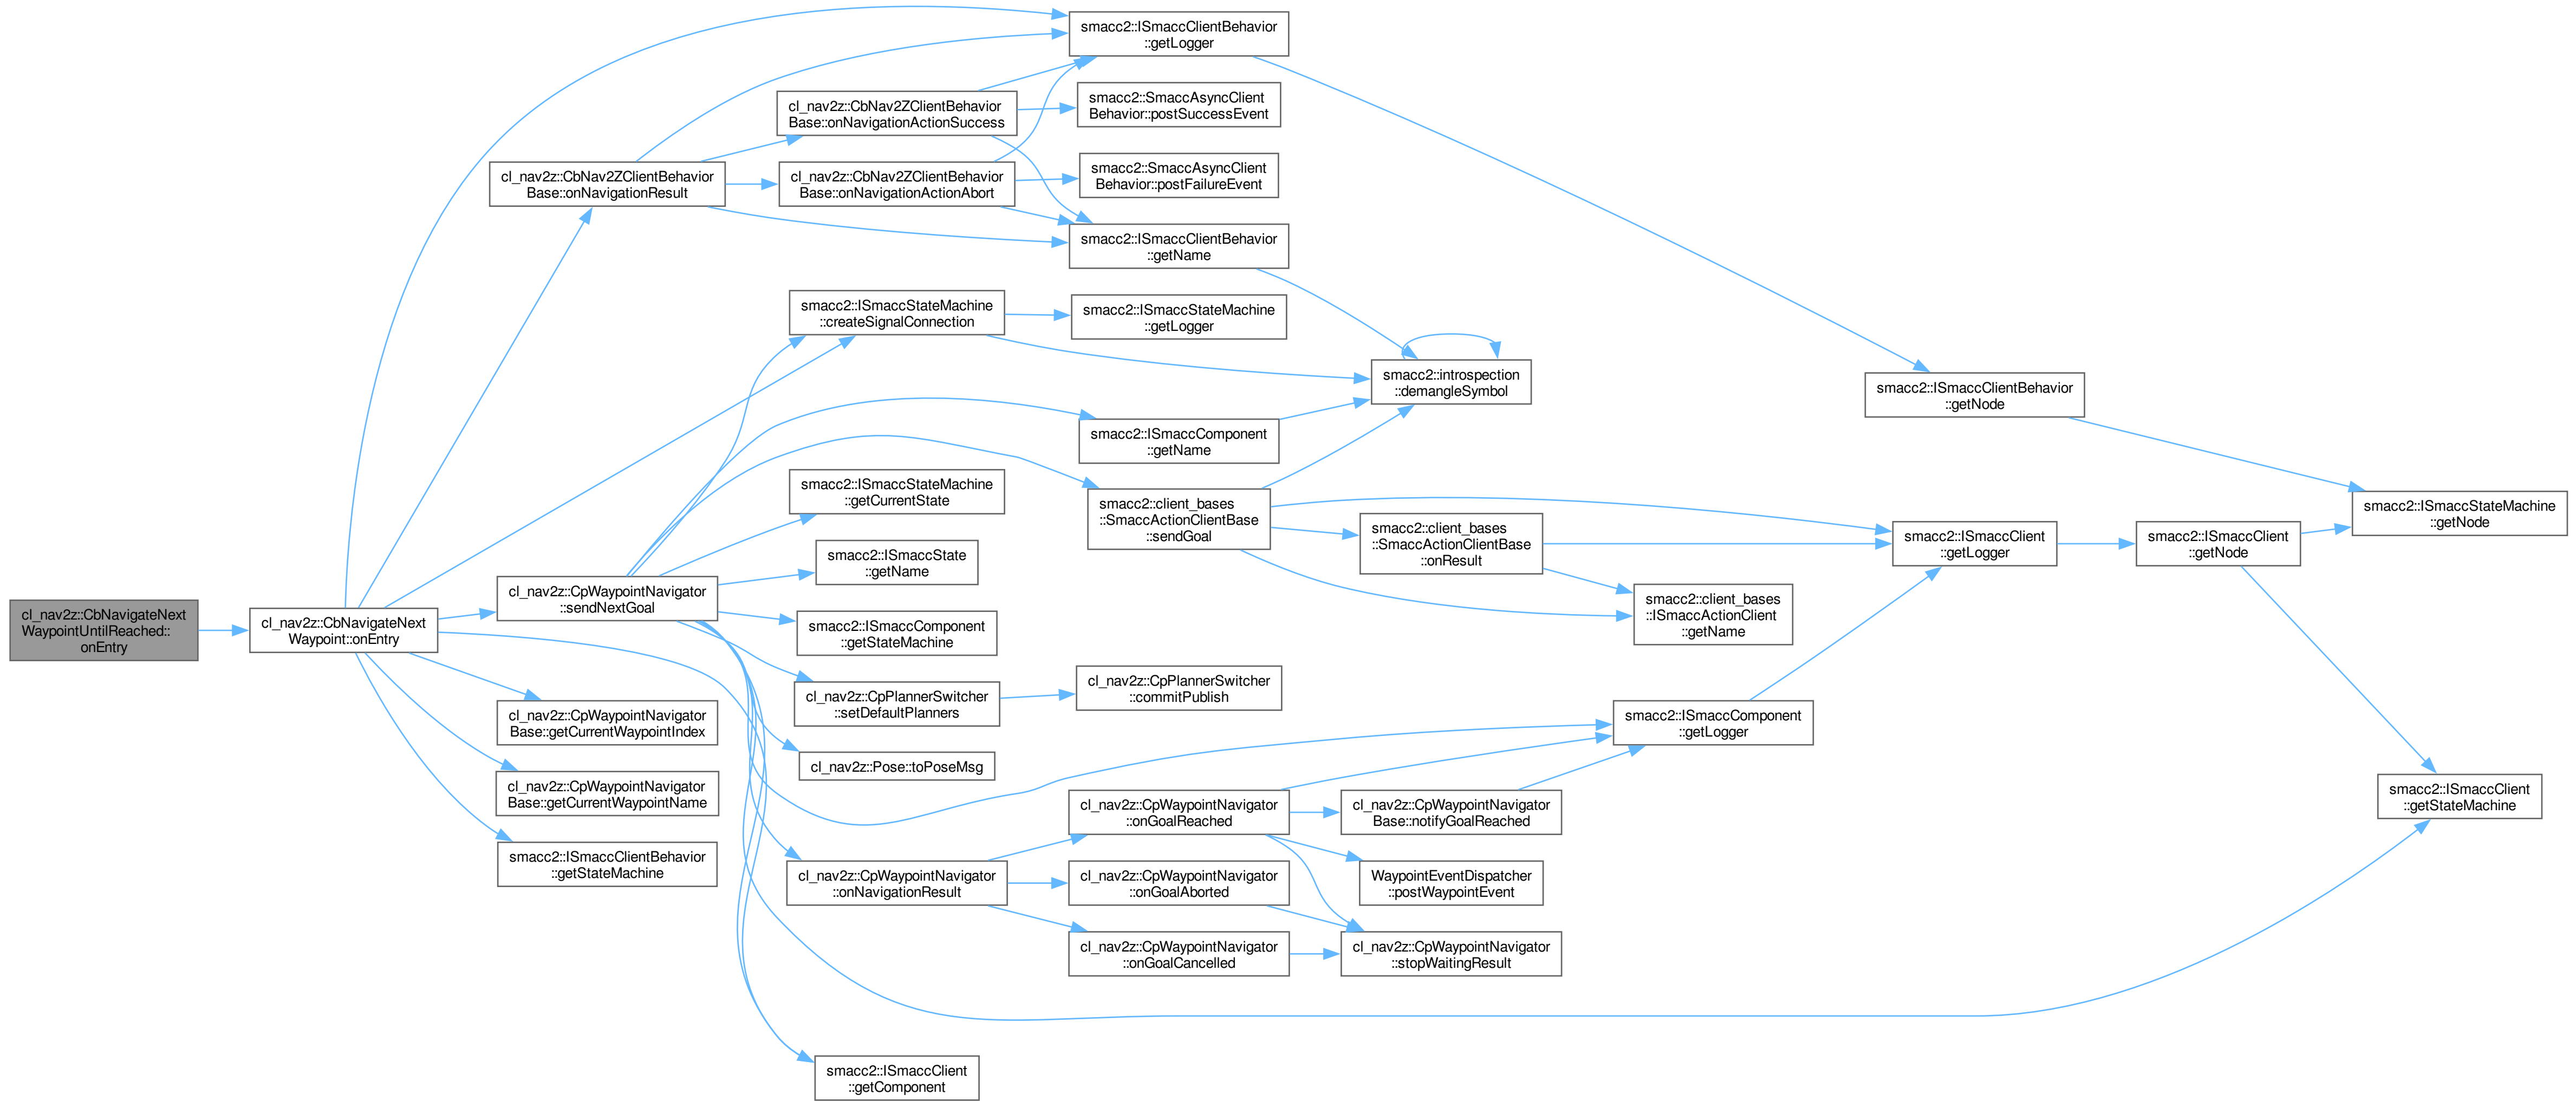 cl_nav2z::CbNavigateNext
WaypointUntilReached::
onEntry
cl_nav2z::CbNavigateNext
Waypoint::onEntry
smacc2::ISmaccClientBehavior
::getLogger
cl_nav2z::CbNav2ZClientBehavior
Base::onNavigationResult
cl_nav2z::CbNav2ZClientBehavior
Base::onNavigationActionSuccess
smacc2::SmaccAsyncClient
Behavior::postSuccessEvent
cl_nav2z::CbNav2ZClientBehavior
Base::onNavigationActionAbort
smacc2::SmaccAsyncClient
Behavior::postFailureEvent
smacc2::ISmaccClientBehavior
::getName
smacc2::ISmaccStateMachine
::createSignalConnection
smacc2::ISmaccStateMachine
::getLogger
smacc2::introspection
::demangleSymbol
smacc2::ISmaccClientBehavior
::getNode
smacc2::ISmaccComponent
::getName
smacc2::ISmaccStateMachine
::getCurrentState
smacc2::client_bases
::SmaccActionClientBase
::sendGoal
smacc2::client_bases
::SmaccActionClientBase
::onResult
smacc2::ISmaccClient
::getLogger
smacc2::ISmaccClient
::getNode
smacc2::ISmaccStateMachine
::getNode
smacc2::ISmaccState
::getName
cl_nav2z::CpWaypointNavigator
::sendNextGoal
smacc2::ISmaccComponent
::getStateMachine
smacc2::client_bases
::ISmaccActionClient
::getName
cl_nav2z::CpPlannerSwitcher
::setDefaultPlanners
cl_nav2z::CpPlannerSwitcher
::commitPublish
cl_nav2z::CpWaypointNavigator
Base::getCurrentWaypointIndex
smacc2::ISmaccComponent
::getLogger
cl_nav2z::Pose::toPoseMsg
cl_nav2z::CpWaypointNavigator
Base::getCurrentWaypointName
cl_nav2z::CpWaypointNavigator
::onGoalReached
cl_nav2z::CpWaypointNavigator
Base::notifyGoalReached
smacc2::ISmaccClient
::getStateMachine
smacc2::ISmaccClientBehavior
::getStateMachine
cl_nav2z::CpWaypointNavigator
::onNavigationResult
cl_nav2z::CpWaypointNavigator
::onGoalAborted
WaypointEventDispatcher
::postWaypointEvent
cl_nav2z::CpWaypointNavigator
::onGoalCancelled
cl_nav2z::CpWaypointNavigator
::stopWaitingResult
smacc2::ISmaccClient
::getComponent